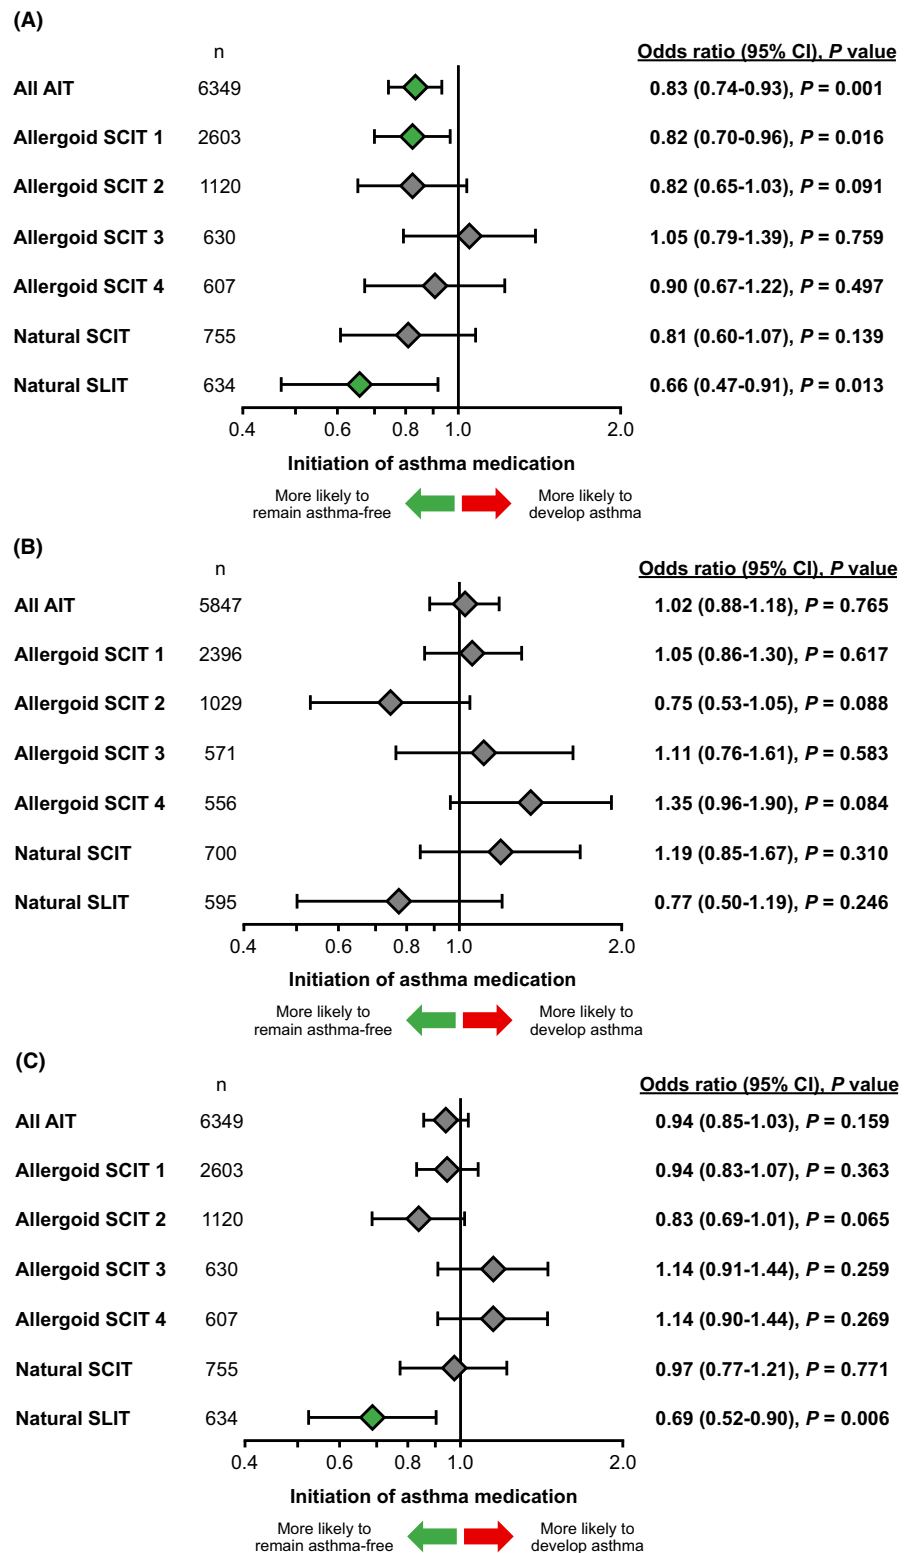 (A)
n Odds ratio (95% CI), P value
All AIT 6349 0.83 (0.74-0.93), P = 0.001
Allergoid SCIT 1 2603 0.82 (0.70-0.96), P = 0.016
Allergoid SCIT 2 1120 0.82 (0.65-1.03), P = 0.091
Allergoid SCIT 3 630 1.05 (0.79-1.39), P = 0.759
Allergoid SCIT 4 607 0.90 (0.67-1.22), P = 0.497
Natural SCIT 755 0.81 (0.60-1.07), P = 0.139
Natural SLIT 634 0.66 (0.47-0.91), P = 0.013
0.4 0.6 0.8 1.0 2.0
Initiation of asthma medication
More likely to More likely to
remain asthma-free develop asthma
(B)
n Odds ratio (95% CI), P value
All AIT 5847 1.02 (0.88-1.18), P = 0.765
Allergoid SCIT 1 2396 1.05 (0.86-1.30), P = 0.617
Allergoid SCIT 2 1029 0.75 (0.53-1.05), P = 0.088
Allergoid SCIT 3 571 1.11 (0.76-1.61), P = 0.583
Allergoid SCIT 4 556 1.35 (0.96-1.90), P = 0.084
Natural SCIT 700 1.19 (0.85-1.67), P = 0.310
Natural SLIT 595 0.77 (0.50-1.19), P = 0.246
0.4 0.6 0.8 1.0 2.0
Initiation of asthma medication
More likely to More likely to
remain asthma-free develop asthma
(C)
n Odds ratio (95% CI), P value
All AIT 6349 0.94 (0.85-1.03), P = 0.159
Allergoid SCIT 1 2603 0.94 (0.83-1.07), P = 0.363
Allergoid SCIT 2 1120 0.83 (0.69-1.01), P = 0.065
Allergoid SCIT 3 630 1.14 (0.91-1.44), P = 0.259
Allergoid SCIT 4 607 1.14 (0.90-1.44), P = 0.269
Natural SCIT 755 0.97 (0.77-1.21), P = 0.771
Natural SLIT 634 0.69 (0.52-0.90), P = 0.006
0.4 0.6 0.8 1.0 2.0
Initiation of asthma medication
More likely to More likely to
remain asthma-free develop asthma